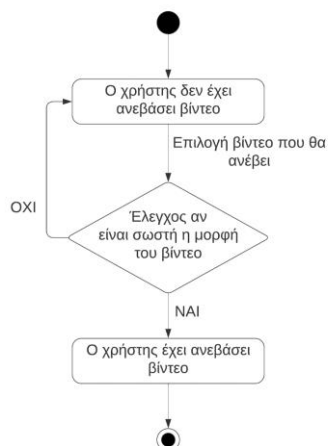 Ο χρήστης δεν έχει
ανεβάσει βίντεο
Επιλογή βίντεο που θα
ανέβει
ΟΧΙ
Έλεγχος αν
είναι σωστή η μορφή
του βίντεο
ΝΑΙ
Ο χρήστης έχει ανεβάσει
βίντεο